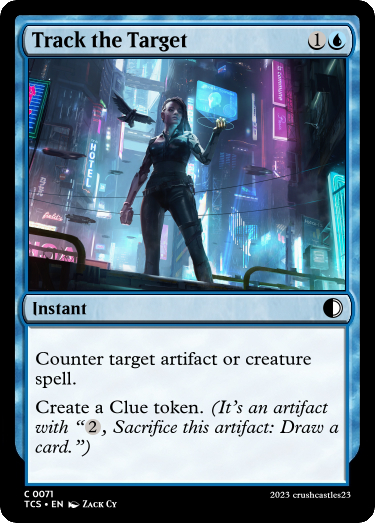 Track the Target
1
HOTEL
Instant
Counter target artifact or creature
spell.
Create a Clue token. (It's an artifact
with “2, Sacrifice this artifact: Draw a
card.”)
C 0071
TCS • EN Zack Cy
2023 crushcastles23